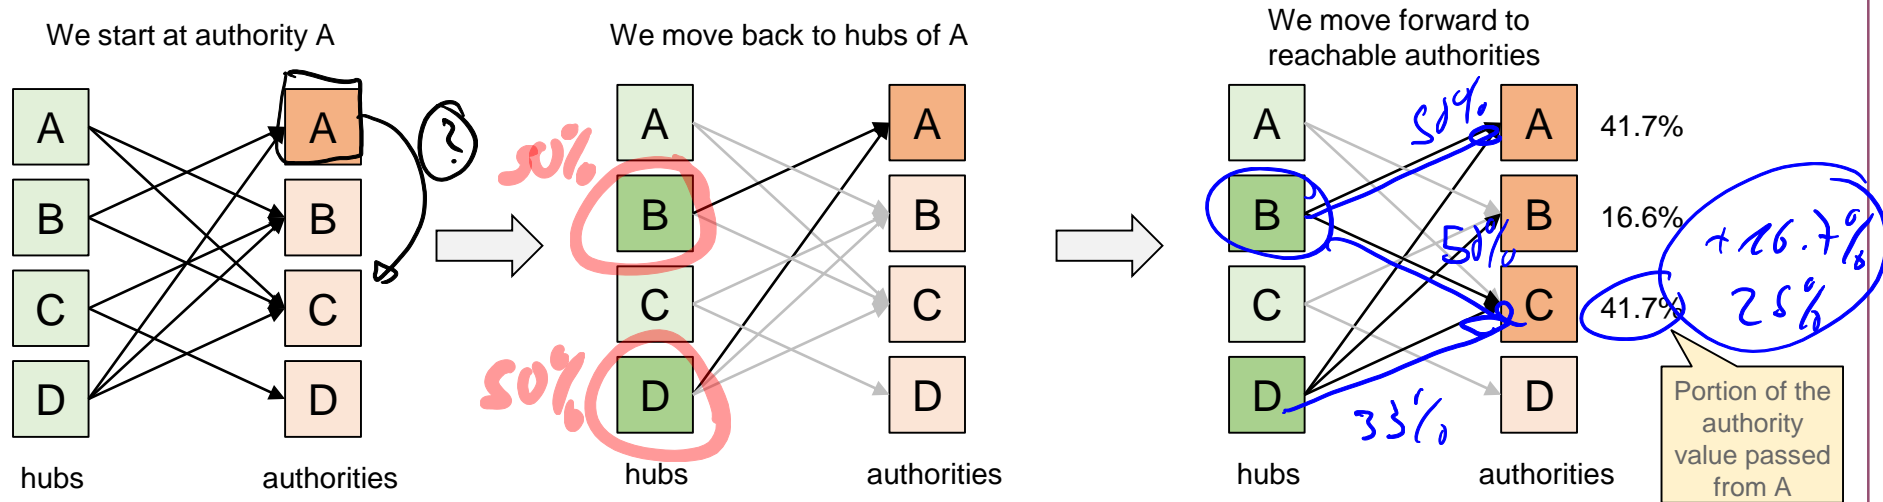 We start at authority A
A
B
C
D
hubs
A
B
C
D
authorities
?
We move back to hubs of A
50%
50%
A
B
C
D
hubs
A
B
C
D
authorities
We move forward to
reachable authorities
A
B
C
D
hubs
50%
50%
33%
A
B
C
D
authorities
41.7%
16.6%
41.7%
+16.7%
25%
Portion of the
authority
value passed
from A